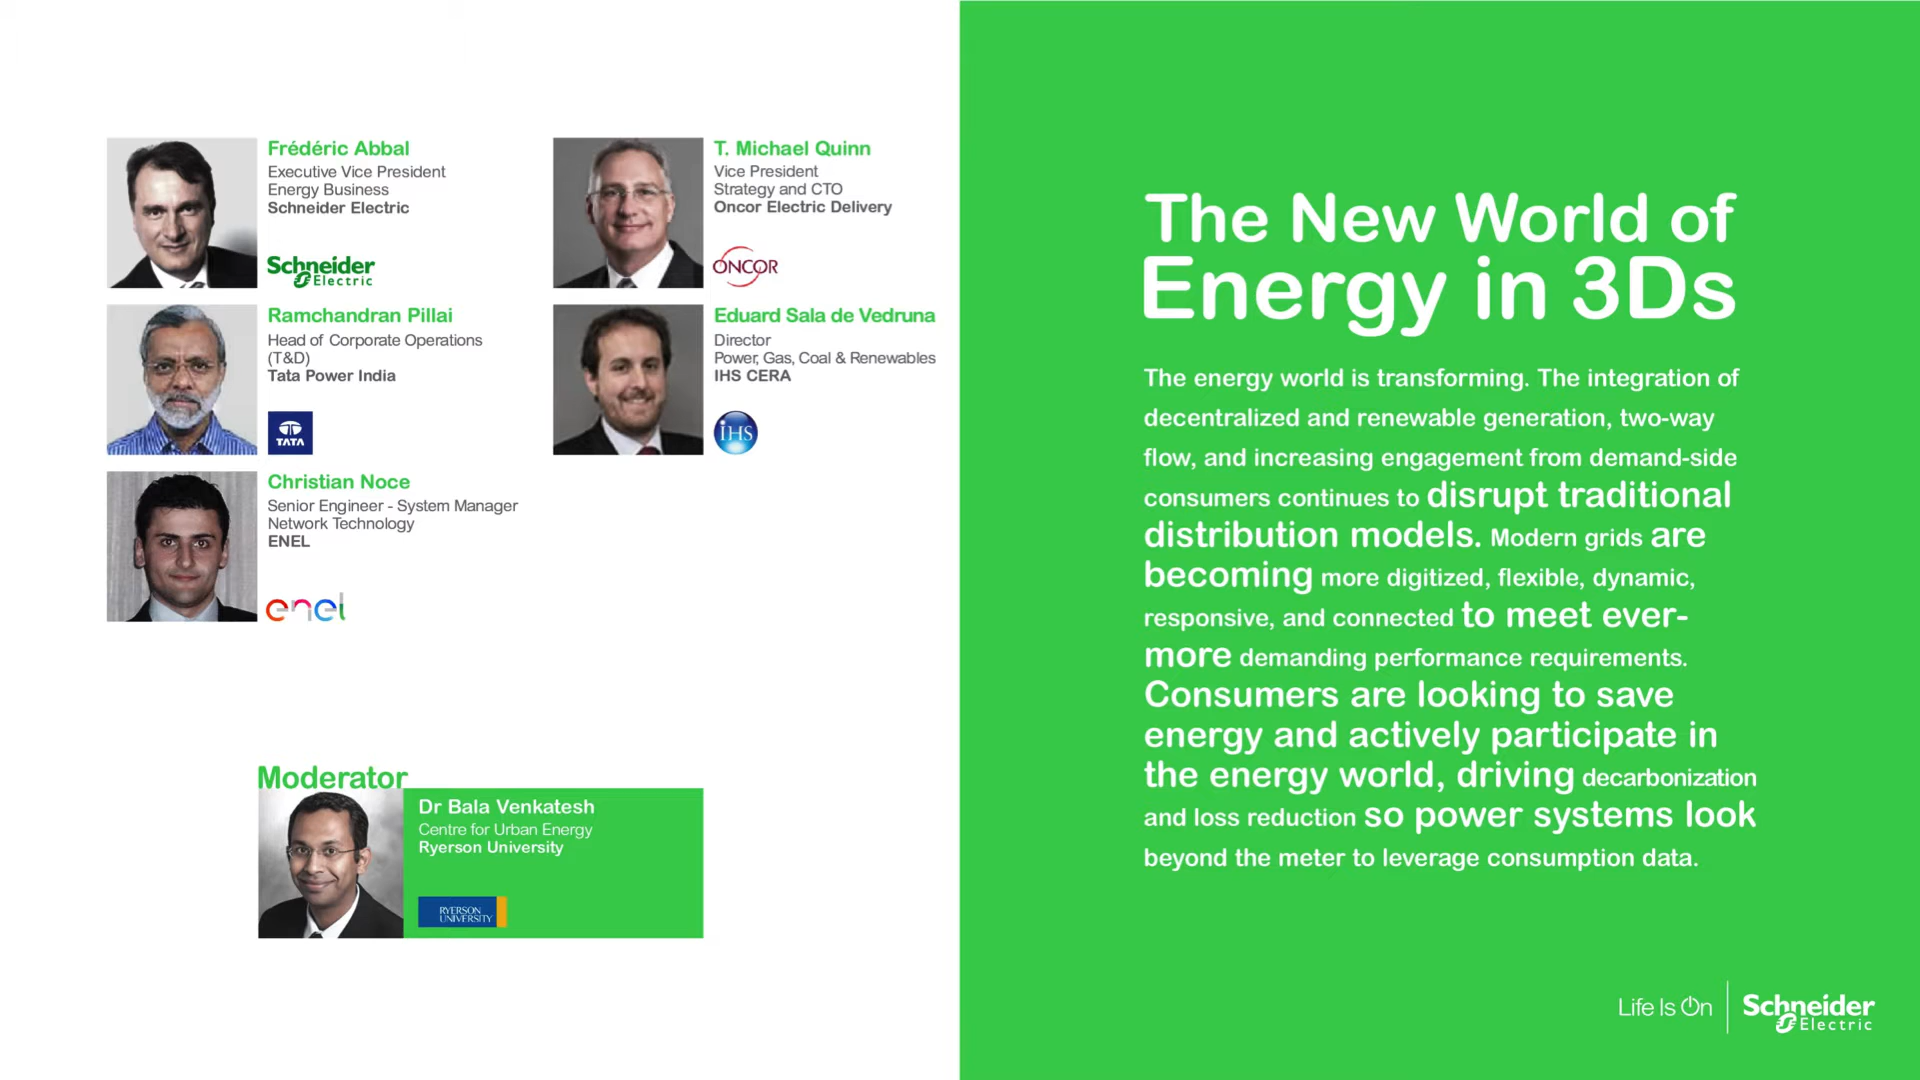 Frédéric Abbal
Executive Vice President
Energy Business
Schneider Electric
Schneider
Electric
T. Michael Quinn
Vice President
Strategy and CTO
Oncor Electric Delivery
ONCOR
Ramchandran Pillai
Head of Corporate Operations
(T&D)
Tata Power India
TATA
Eduard Sala de Vedruna
Director
Power, Gas, Coal & Renewables
IHS CERA
iHS
Christian Noce
Senior Engineer - System Manager
Network Technology
ENEL
enel
Moderator
Dr Bala Venkatesh
Centre for Urban Energy
Ryerson University
RYERSON
UNIVERSITY
The New World of
Energy in 3Ds
The energy world is transforming. The integration of
decentralized and renewable generation, two-way
flow, and increasing engagement from demand-side
consumers continues to disrupt traditional
distribution models. Modern grids are
becoming more digitized, flexible, dynamic,
responsive, and connected to meet ever-
more demanding performance requirements.
Consumers are looking to save
energy and actively participate in
the energy world, driving decarbonization
and loss reduction so power systems look
beyond the meter to leverage consumption data.
Life Is On
Schneider
Electric